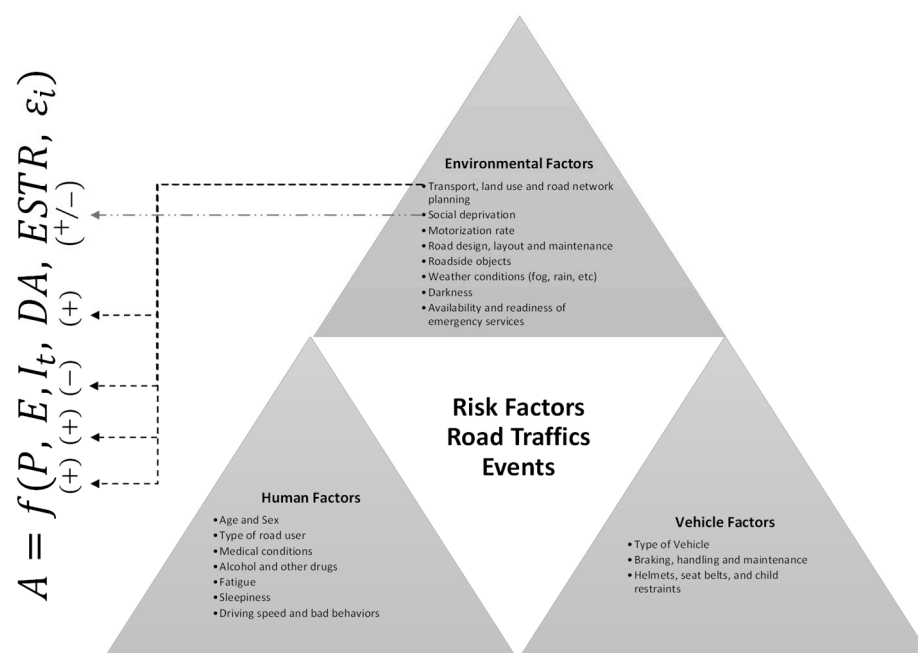 A = f(P, E, I_t, DA, ESTR, ε_i)
(+) (+) (−) (+) (+/−)
Environmental Factors
•Transport, land use and road network
planning
•Social deprivation
•Motorization rate
•Road design, layout and maintenance
•Roadside objects
•Weather conditions (fog, rain, etc)
•Darkness
•Availability and readiness of
emergency services
Risk Factors
Road Traffics
Events
Human Factors
•Age and Sex
•Type of road user
•Medical conditions
•Alcohol and other drugs
•Fatigue
•Sleepiness
•Driving speed and bad behaviors
Vehicle Factors
•Type of Vehicle
•Braking, handling and maintenance
•Helmets, seat belts, and child
restraints